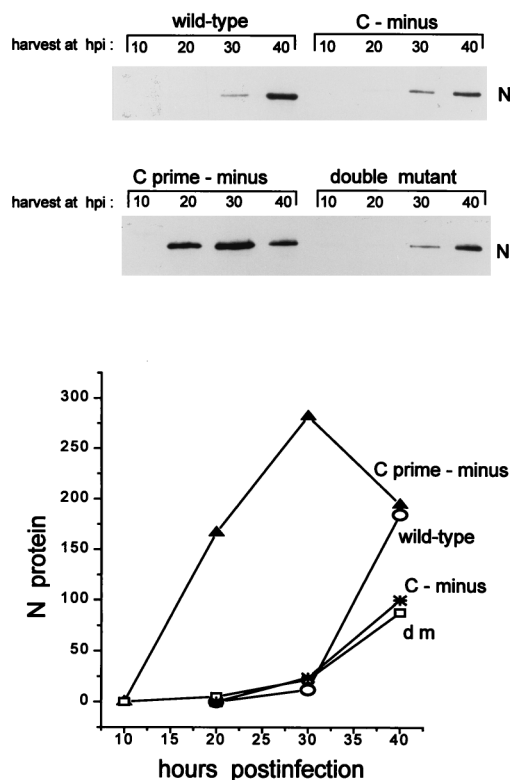 wild-type C - minus
harvest at hpi : 10 20 30 40 10 20 30 40
N
C prime - minus double mutant
harvest at hpi : 10 20 30 40 10 20 30 40
N
300
250
200
150
100
50
0
N protein
C prime - minus
wild-type
C - minus
d m
10 15 20 25 30 35 40
hours postinfection